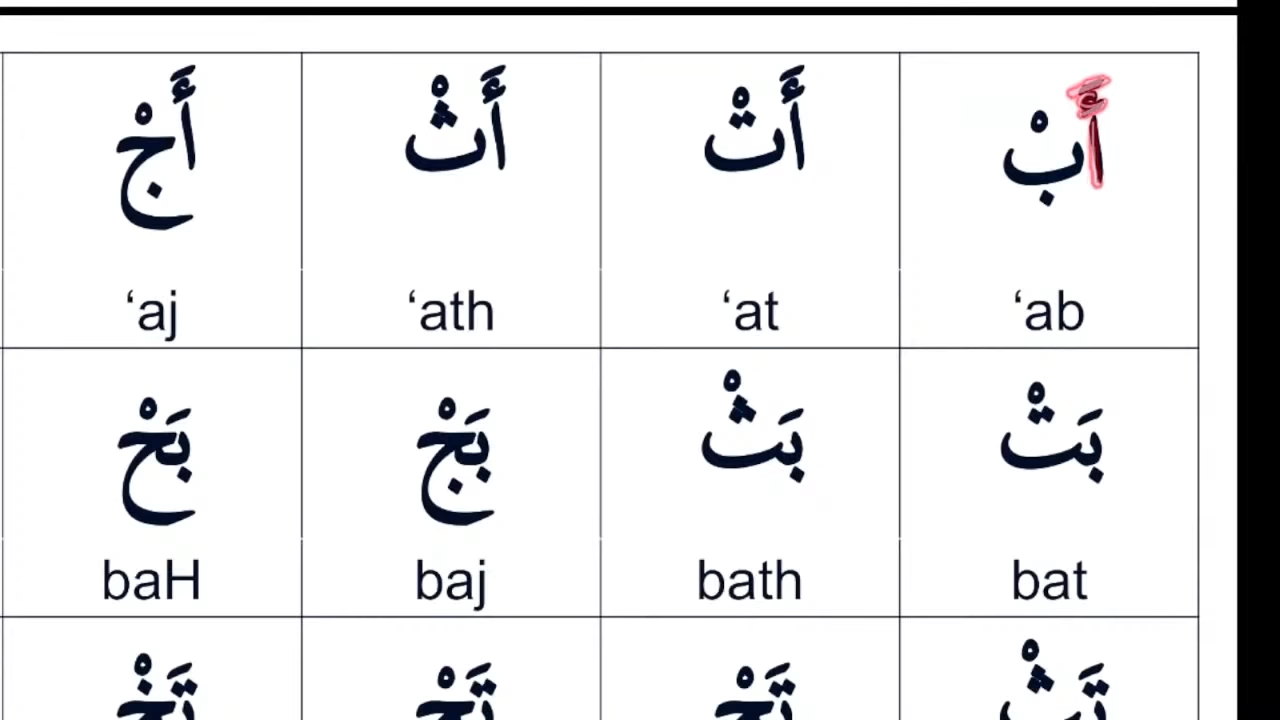 أَبْ أَتْ أَثْ أَجْ
‘ab ‘at ‘ath ‘aj
بَتْ بَثْ بَجْ بَحْ
bat bath baj baH